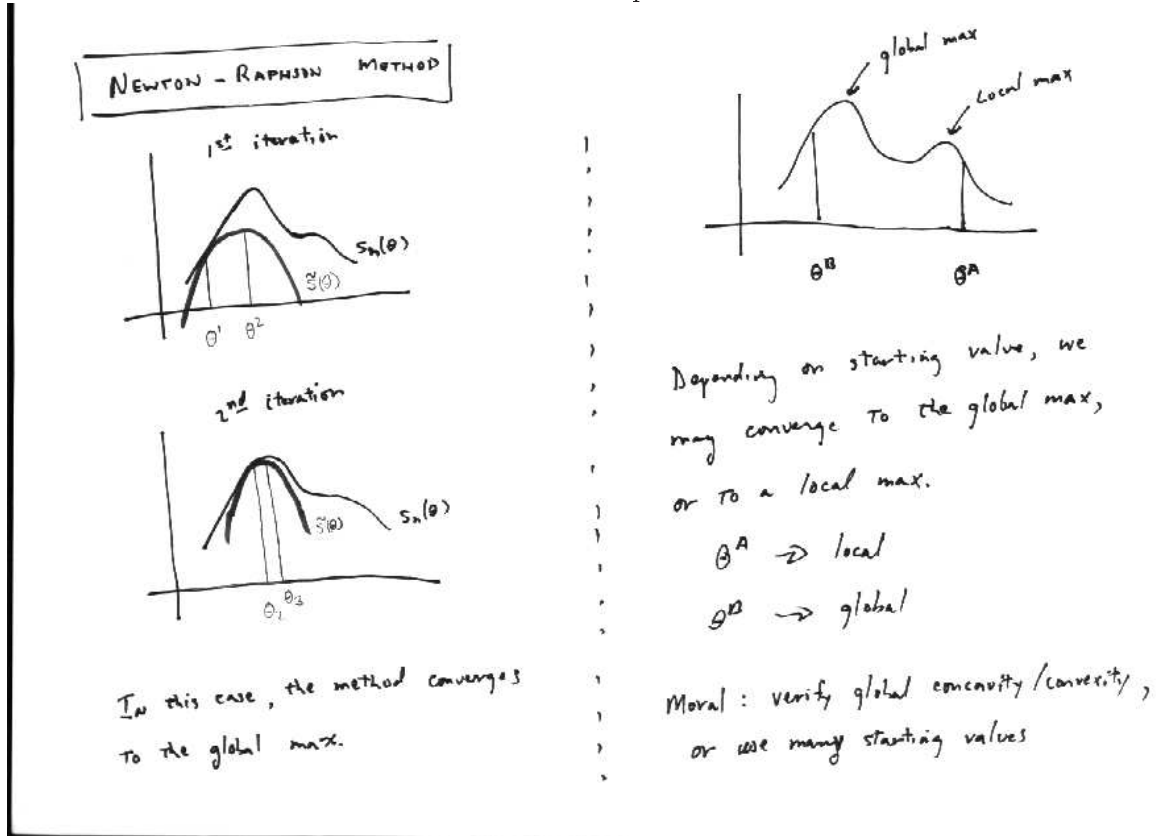 NEWTON - RAPHSON METHOD
1st iteration
sₙ(θ)
s̃(θ)
θ¹ θ²
2nd iteration
sₙ(θ)
s̃(θ)
θ₂ θ₃
In this case, the method converges
to the global max.
global max
Local max
θᴮ θᴬ
Depending on starting value, we
may converge to the global max,
or to a local max.
θᴬ → local
θᴮ → global
Moral : verify global concavity/convexity,
or use many starting values